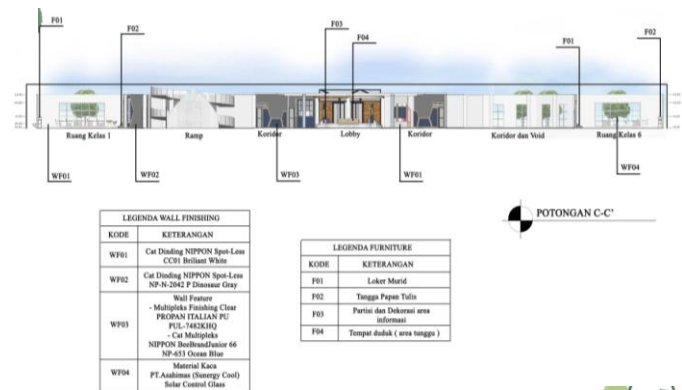 F01
F02
F03
F04
F01
F02
Ruang Kelas 1
Ramp
Koridor
Lobby
Koridor
Koridor dan Void
Ruang Kelas 6
WF01
WF02
WF03
WF01
WF04
POTONGAN C-C'
LEGENDA WALL FINISHING
KODE KETERANGAN
WF01 Cat Dinding NIPPON Spot-Less
CC01 Briliant White
WF02 Cat Dinding NIPPON Spot-Less
NP-N-2042 P Dinosaur Gray
WF03 Wall Feature
- Multipleks Finishing Clear
PROPAN ITALIAN PU
PUL-7482KHQ
- Cat Multipleks
NIPPON BeeBrandJunior 66
NP-653 Ocean Blue
WF04 Material Kaca
PT.Asahimas (Sunergy Cool)
Solar Control Glass
LEGENDA FURNITURE
KODE KETERANGAN
F01 Loker Murid
F02 Tangga Papan Tulis
F03 Partisi dan Dekorasi area
informasi
F04 Tempat duduk ( area tunggu )